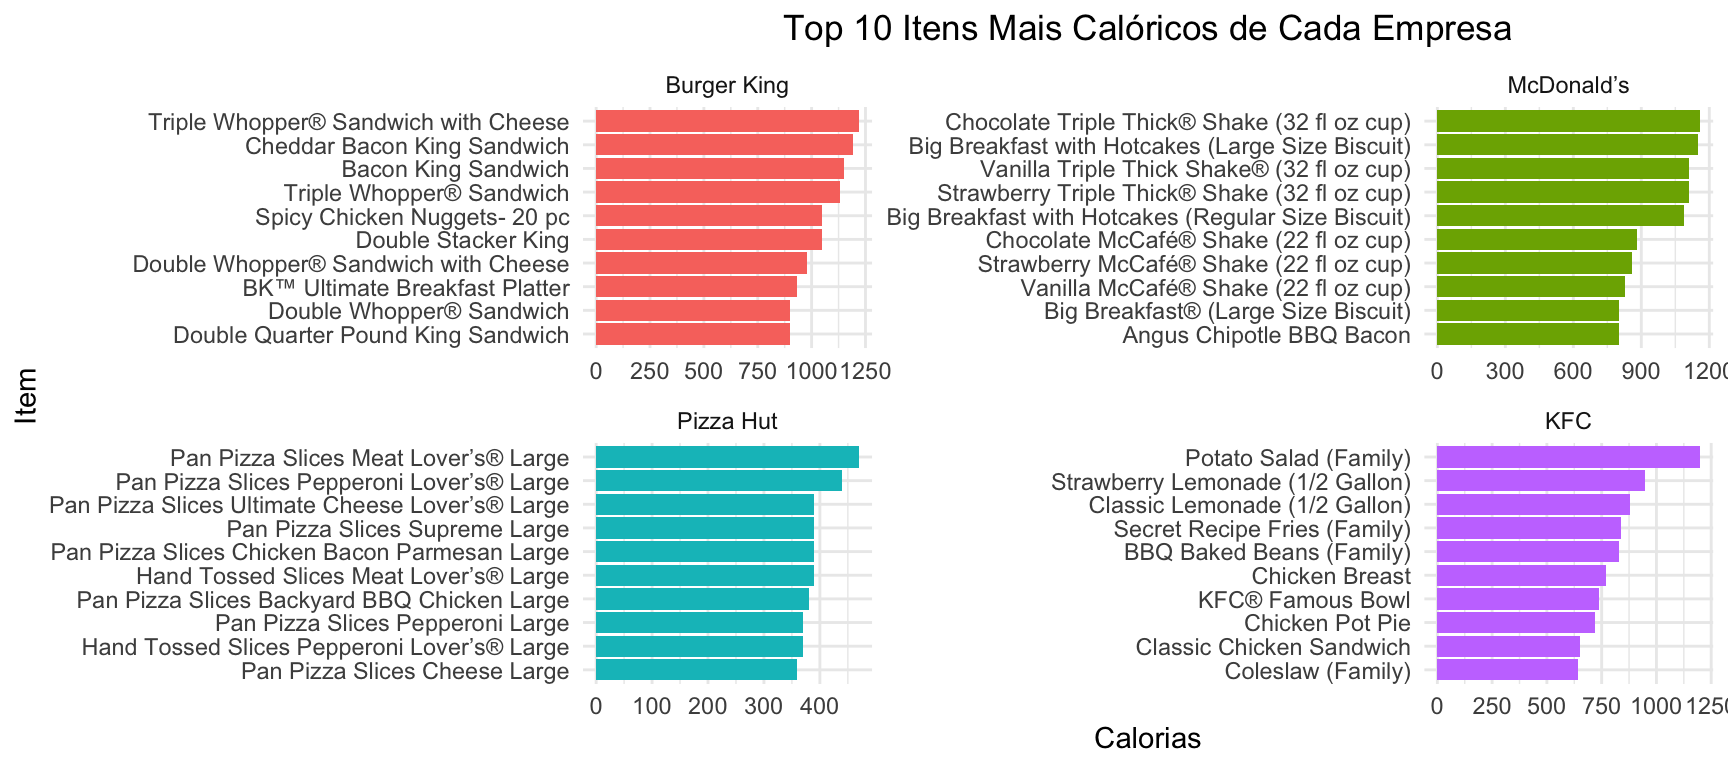 Top 10 Itens Mais Calóricos de Cada Empresa
Burger King
Triple Whopper® Sandwich with Cheese
Cheddar Bacon King Sandwich
Bacon King Sandwich
Triple Whopper® Sandwich
Spicy Chicken Nuggets- 20 pc
Double Stacker King
Double Whopper® Sandwich with Cheese
BK™ Ultimate Breakfast Platter
Double Whopper® Sandwich
Double Quarter Pound King Sandwich
0 250 500 750 1000 1250
McDonald’s
Chocolate Triple Thick® Shake (32 fl oz cup)
Big Breakfast with Hotcakes (Large Size Biscuit)
Vanilla Triple Thick Shake® (32 fl oz cup)
Strawberry Triple Thick® Shake (32 fl oz cup)
Big Breakfast with Hotcakes (Regular Size Biscuit)
Chocolate McCafé® Shake (22 fl oz cup)
Strawberry McCafé® Shake (22 fl oz cup)
Vanilla McCafé® Shake (22 fl oz cup)
Big Breakfast® (Large Size Biscuit)
Angus Chipotle BBQ Bacon
0 300 600 900 1200
Item
Pizza Hut
Pan Pizza Slices Meat Lover’s® Large
Pan Pizza Slices Pepperoni Lover’s® Large
Pan Pizza Slices Ultimate Cheese Lover’s® Large
Pan Pizza Slices Supreme Large
Pan Pizza Slices Chicken Bacon Parmesan Large
Hand Tossed Slices Meat Lover’s® Large
Pan Pizza Slices Backyard BBQ Chicken Large
Pan Pizza Slices Pepperoni Large
Hand Tossed Slices Pepperoni Lover’s® Large
Pan Pizza Slices Cheese Large
0 100 200 300 400
KFC
Potato Salad (Family)
Strawberry Lemonade (1/2 Gallon)
Classic Lemonade (1/2 Gallon)
Secret Recipe Fries (Family)
BBQ Baked Beans (Family)
Chicken Breast
KFC® Famous Bowl
Chicken Pot Pie
Classic Chicken Sandwich
Coleslaw (Family)
0 250 500 750 1000 1250
Calorias